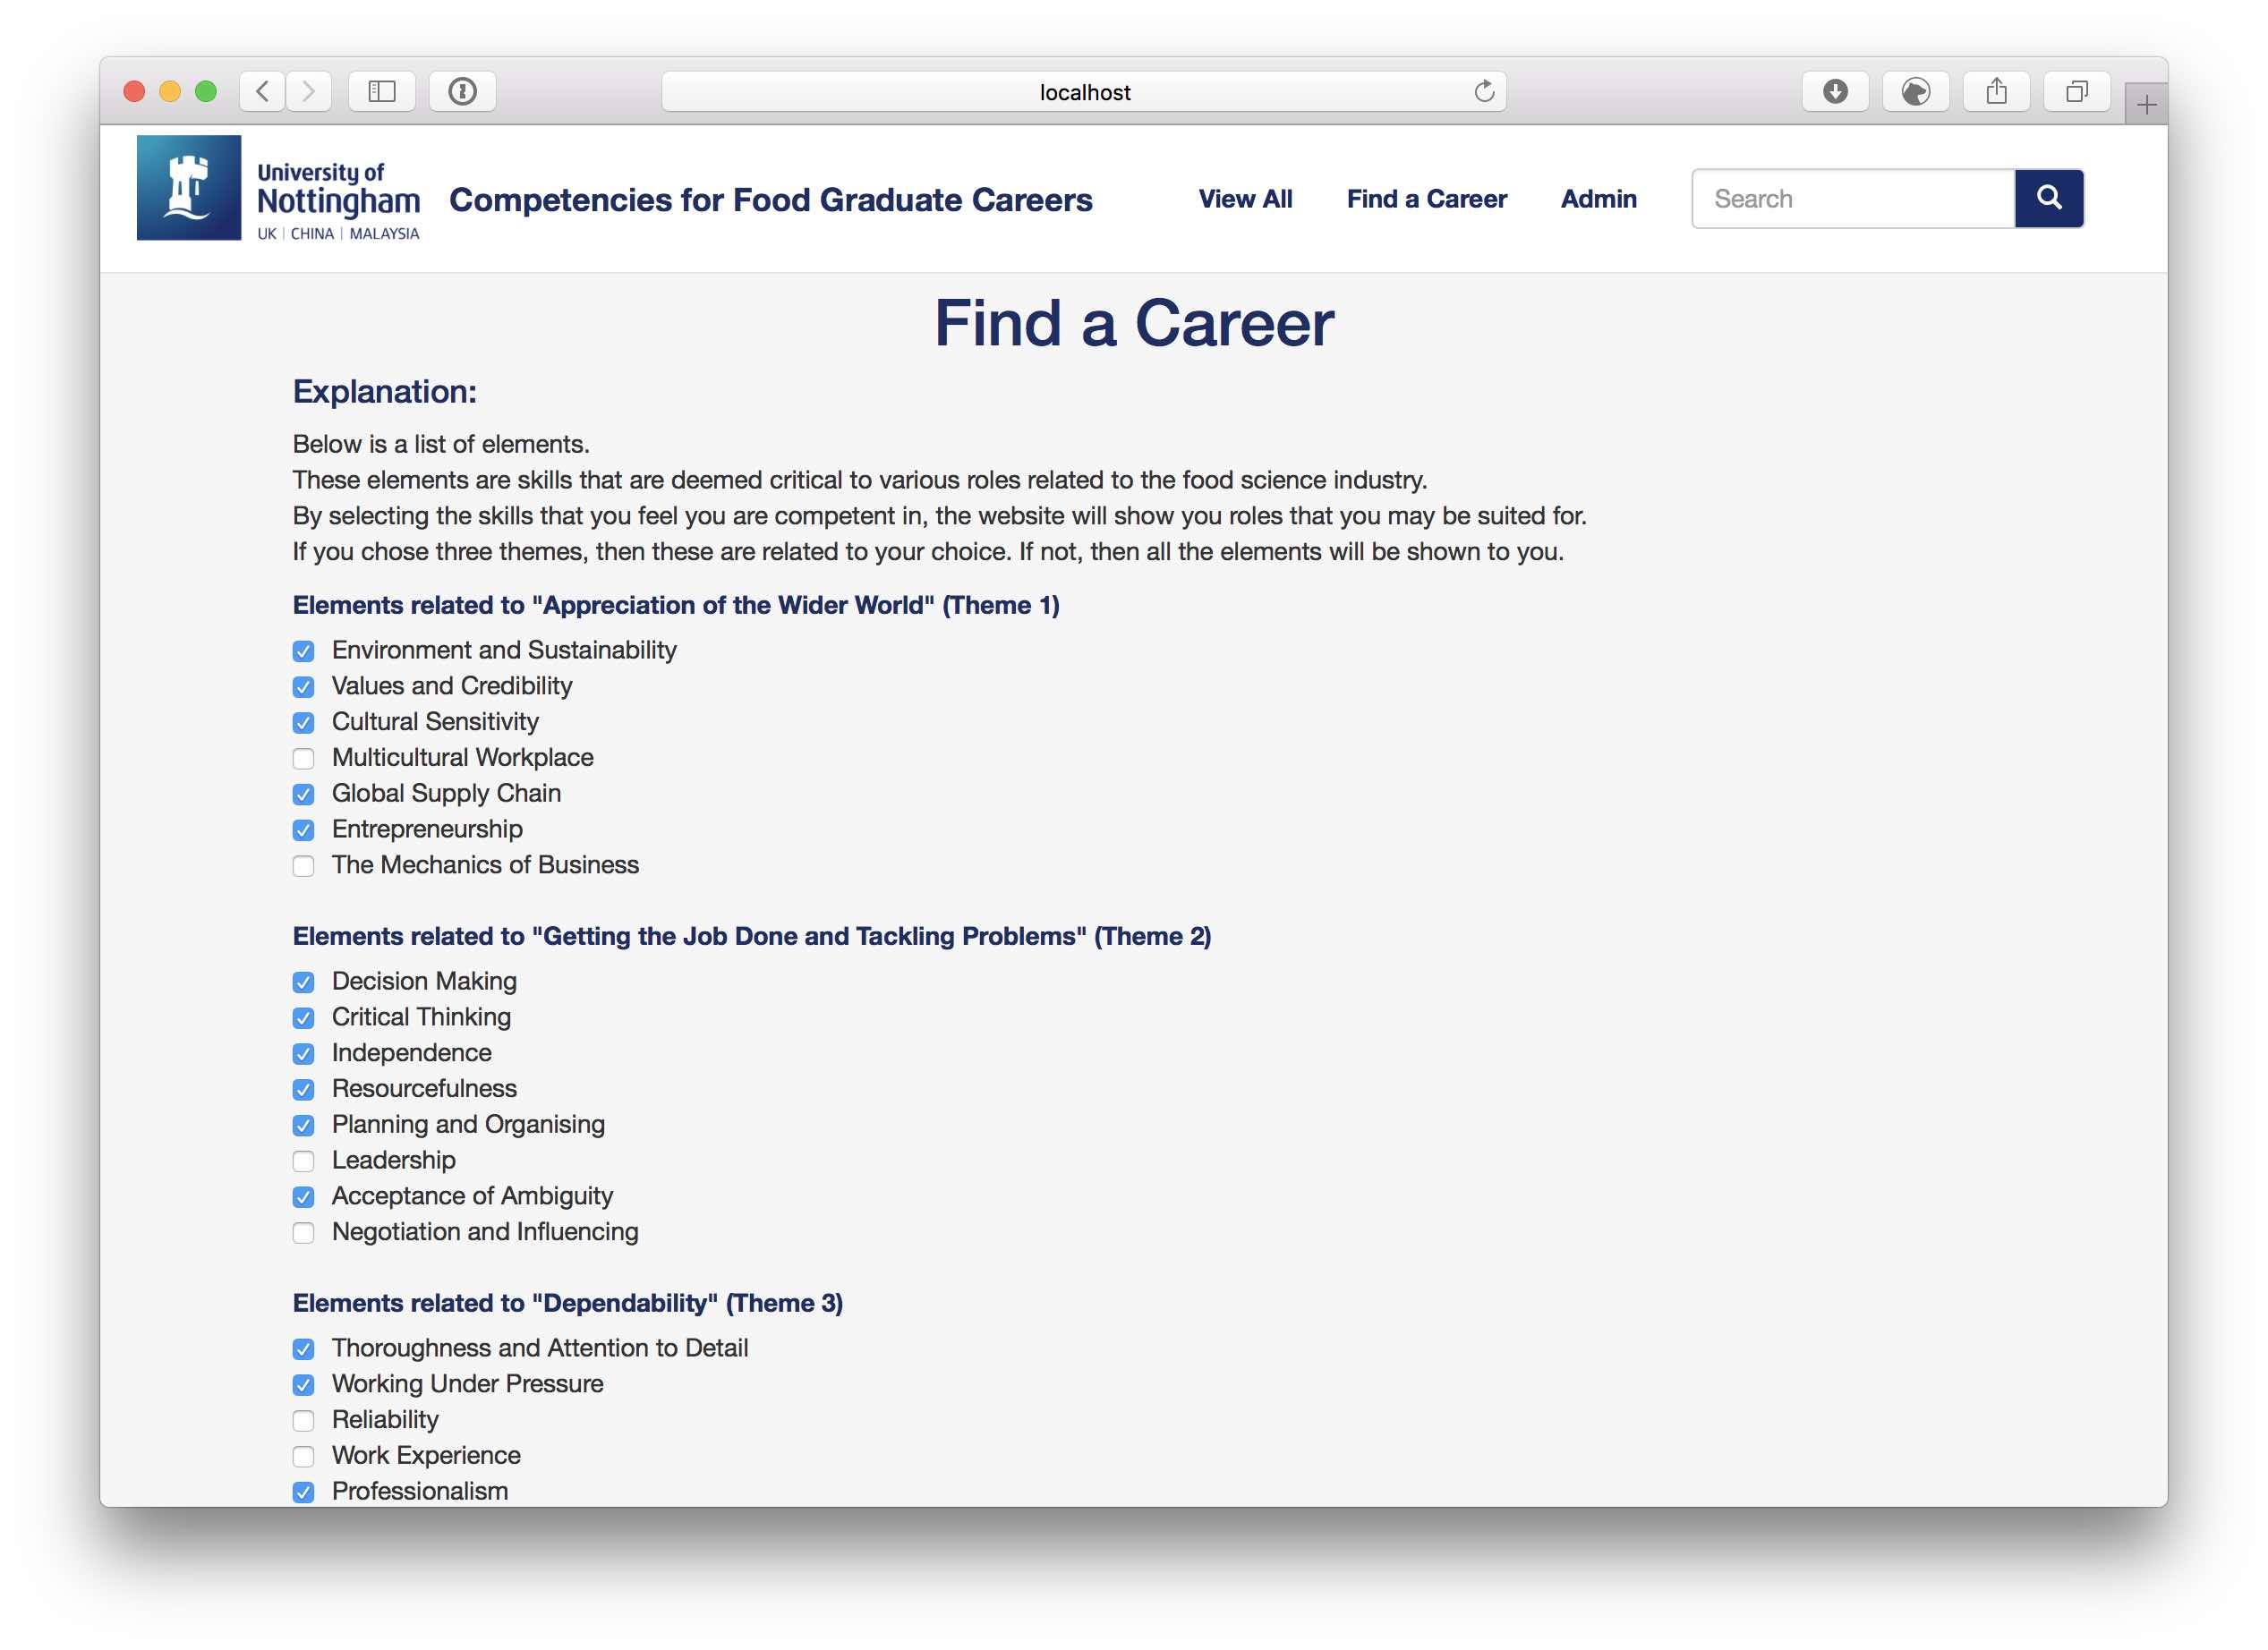 localhost
University of
Nottingham
UK | CHINA | MALAYSIA
Competencies for Food Graduate Careers
View All
Find a Career
Admin
Search
Find a Career
Explanation:
Below is a list of elements.
These elements are skills that are deemed critical to various roles related to the food science industry.
By selecting the skills that you feel you are competent in, the website will show you roles that you may be suited for.
If you chose three themes, then these are related to your choice. If not, then all the elements will be shown to you.
Elements related to "Appreciation of the Wider World" (Theme 1)
Environment and Sustainability
Values and Credibility
Cultural Sensitivity
Multicultural Workplace
Global Supply Chain
Entrepreneurship
The Mechanics of Business
Elements related to "Getting the Job Done and Tackling Problems" (Theme 2)
Decision Making
Critical Thinking
Independence
Resourcefulness
Planning and Organising
Leadership
Acceptance of Ambiguity
Negotiation and Influencing
Elements related to "Dependability" (Theme 3)
Thoroughness and Attention to Detail
Working Under Pressure
Reliability
Work Experience
Professionalism